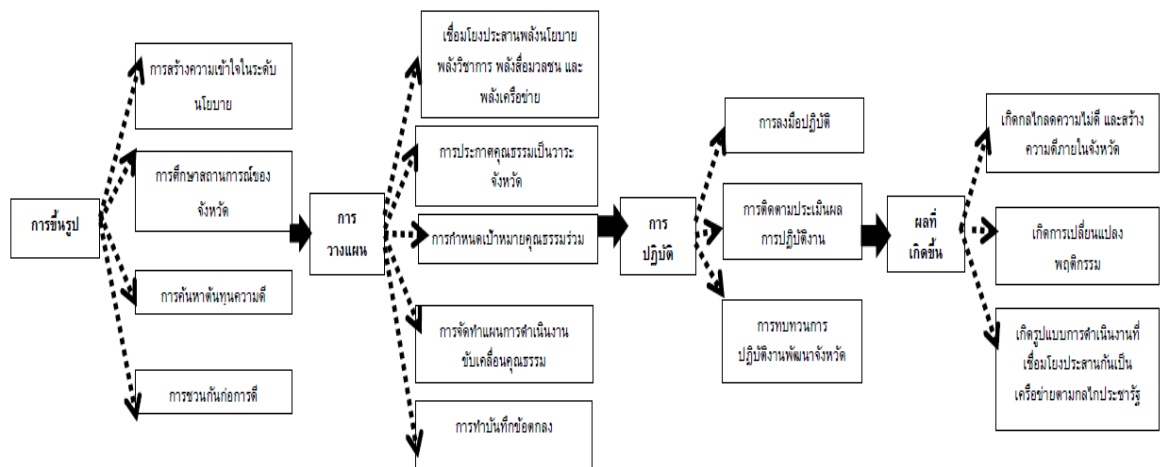 การขึ้นรูป
การสร้างความเข้าใจในระดับ
นโยบาย
การศึกษาสถานการณ์ของ
จังหวัด
การค้นหาต้นทุนความดี
การชวนกันก่อการดี
การ
วางแผน
เชื่อมโยงประสานพลังนโยบาย
พลังวิชาการ พลังสื่อมวลชน และ
พลังเครือข่าย
การประกาศคุณธรรมเป็นวาระ
จังหวัด
การกำหนดเป้าหมายคุณธรรมร่วม
การจัดทำแผนการดำเนินงาน
ขับเคลื่อนคุณธรรม
การทำบันทึกข้อตกลง
การ
ปฏิบัติ
การลงมือปฏิบัติ
การติดตามประเมินผล
การปฏิบัติงาน
การทบทวนการ
ปฏิบัติงานพัฒนาจังหวัด
ผลที่
เกิดขึ้น
เกิดกลไกลดความไม่ดี และสร้าง
ความดีภายในจังหวัด
เกิดการเปลี่ยนแปลง
พฤติกรรม
เกิดรูปแบบการดำเนินงานที่
เชื่อมโยงประสานกันเป็น
เครือข่ายตามกลไกประชารัฐ